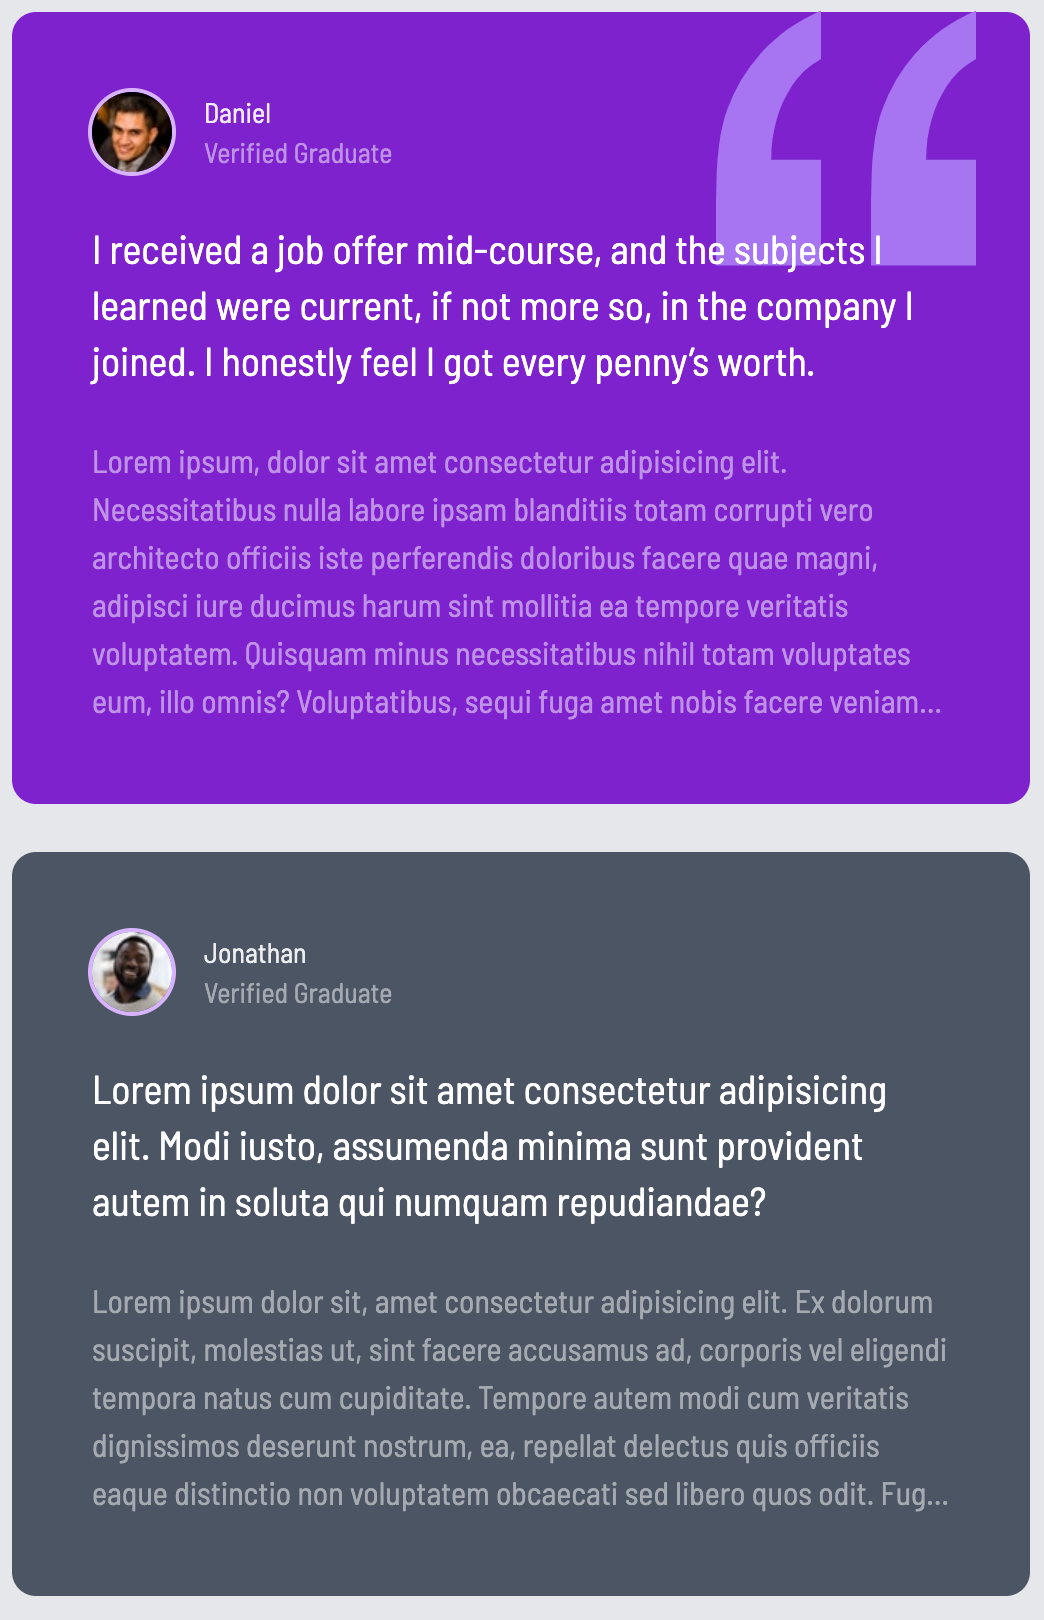 Daniel
Verified Graduate
I received a job offer mid-course, and the subjects I
learned were current, if not more so, in the company I
joined. I honestly feel I got every penny’s worth.
Lorem ipsum, dolor sit amet consectetur adipisicing elit.
Necessitatibus nulla labore ipsam blanditiis totam corrupti vero
architecto officiis iste perferendis doloribus facere quae magni,
adipisci iure ducimus harum sint mollitia ea tempore veritatis
voluptatem. Quisquam minus necessitatibus nihil totam voluptates
eum, illo omnis? Voluptatibus, sequi fuga amet nobis facere veniam...
Jonathan
Verified Graduate
Lorem ipsum dolor sit amet consectetur adipisicing
elit. Modi iusto, assumenda minima sunt provident
autem in soluta qui numquam repudiandae?
Lorem ipsum dolor sit, amet consectetur adipisicing elit. Ex dolorum
suscipit, molestias ut, sint facere accusamus ad, corporis vel eligendi
tempora natus cum cupiditate. Tempore autem modi cum veritatis
dignissimos deserunt nostrum, ea, repellat delectus quis officiis
eaque distinctio non voluptatem obcaecati sed libero quos odit. Fug...